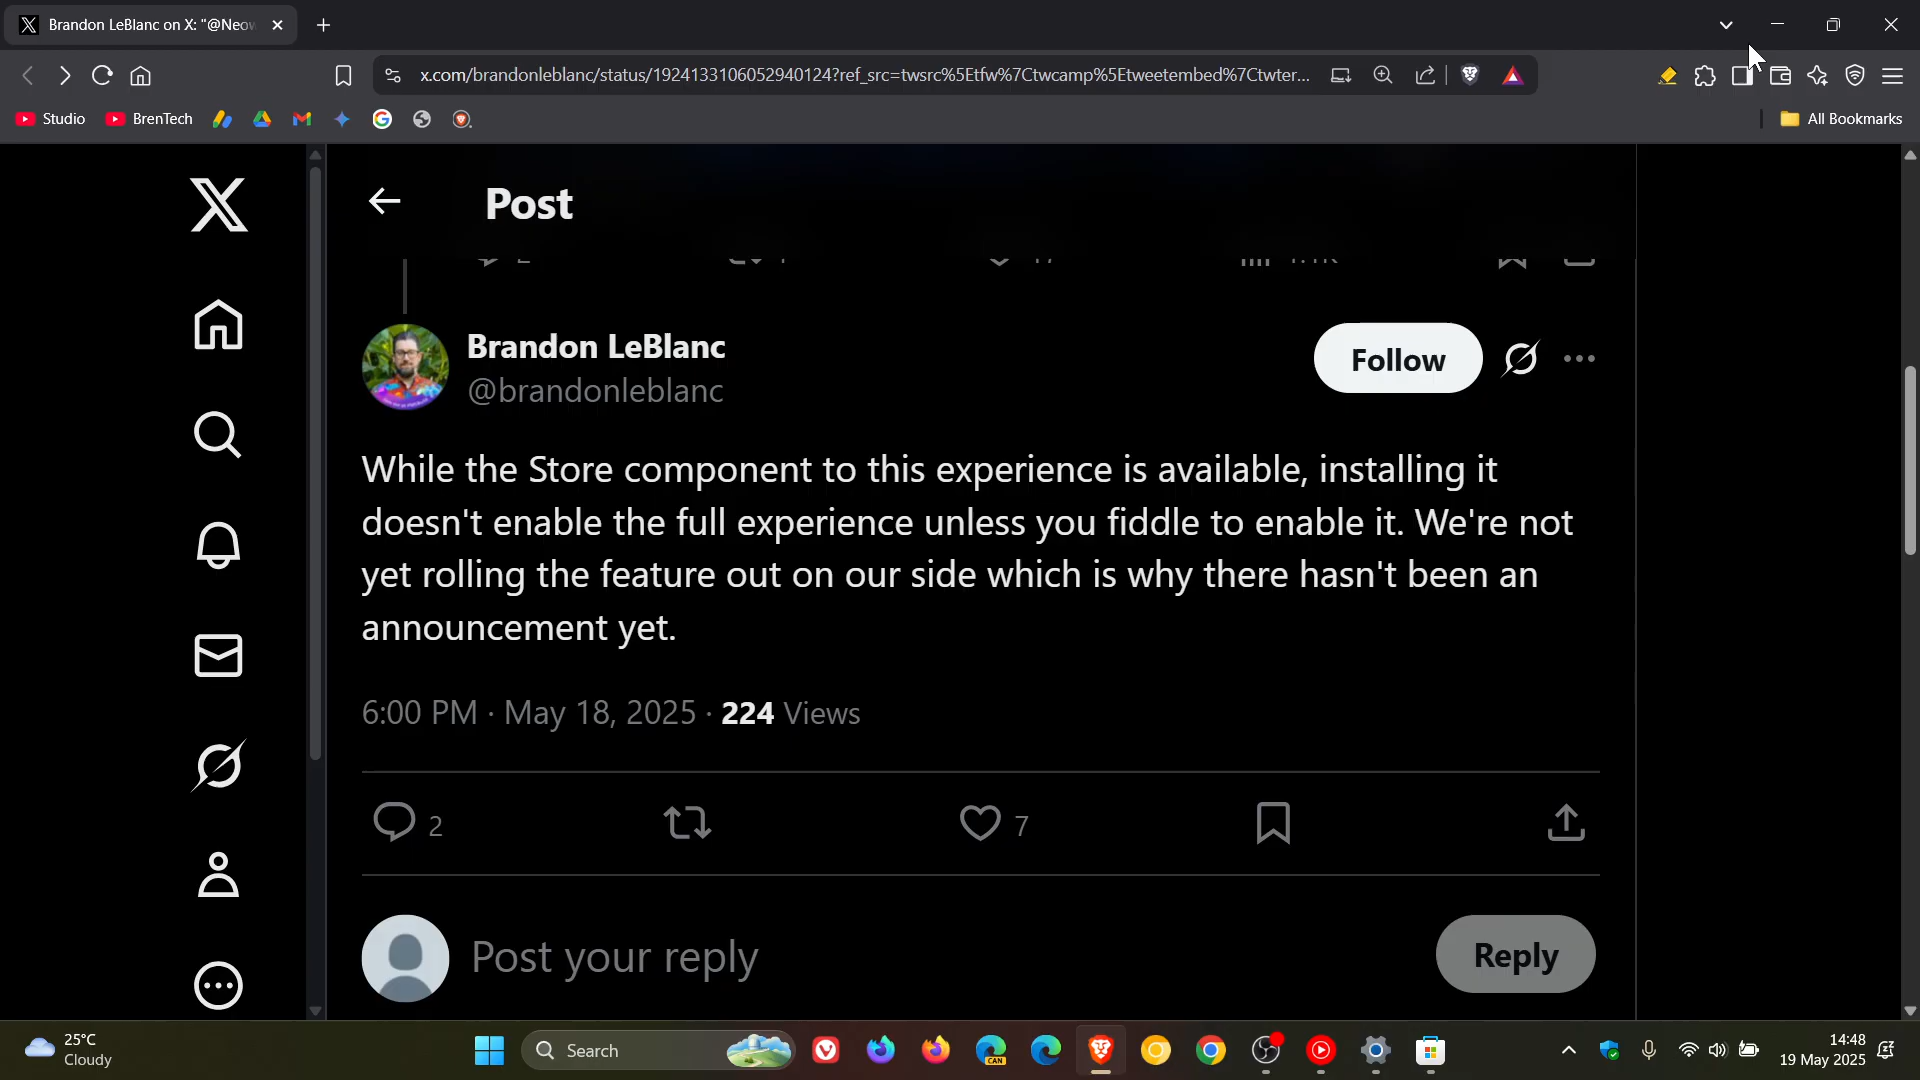 Brandon LeBlanc on X: "@Neow
x.com/brandonleblanc/status/1924133106052940124?ref_src=twsrc%5Etfw%7Ctwcamp%5Etweetembed%7Ctwter...
Studio
BrenTech
All Bookmarks
Post
Brandon LeBlanc
@brandonleblanc
Follow
While the Store component to this experience is available, installing it
doesn't enable the full experience unless you fiddle to enable it. We're not
yet rolling the feature out on our side which is why there hasn't been an
announcement yet.
6:00 PM · May 18, 2025 · 224 Views
2
7
Post your reply
Reply
25°C
Cloudy
Search
CAN
14:48
19 May 2025